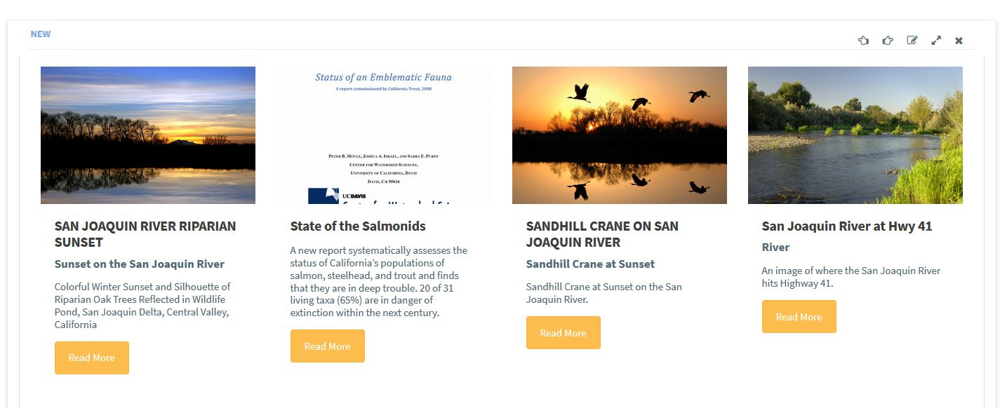 NEW
Status of an Emblematic Fauna
A report commissioned by California Trout, 2008
PETER B. MOYLE, JOSHUA A. ISRAEL, AND SABRA E. PURDY
CENTER FOR WATERSHED SCIENCES,
UNIVERSITY OF CALIFORNIA, DAVIS
DAVIS, CA 95616
UCDAVIS
SAN JOAQUIN RIVER RIPARIAN
SUNSET
Sunset on the San Joaquin River
Colorful Winter Sunset and Silhouette of
Riparian Oak Trees Reflected in Wildlife
Pond, San Joaquin Delta, Central Valley,
California
Read More
State of the Salmonids
A new report systematically assesses the
status of California's populations of
salmon, steelhead, and trout and finds
that they are in deep trouble. 20 of 31
living taxa (65%) are in danger of
extinction within the next century.
Read More
SANDHILL CRANE ON SAN
JOAQUIN RIVER
Sandhill Crane at Sunset
Sandhill Crane at Sunset on the San
Joaquin River.
Read More
San Joaquin River at Hwy 41
River
An image of where the San Joaquin River
hits Highway 41.
Read More